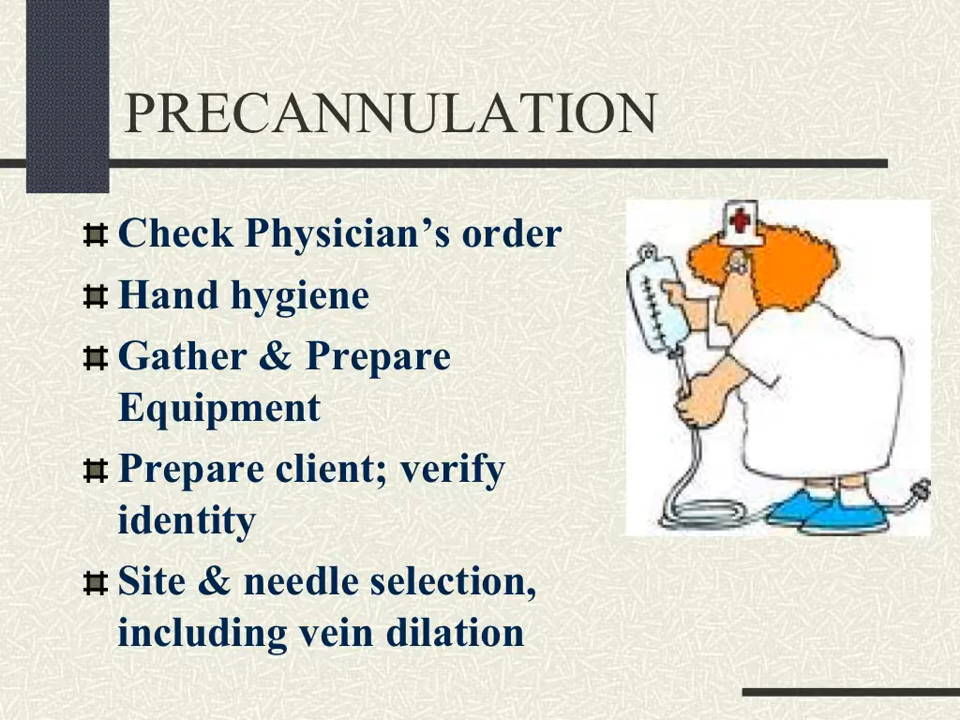 PRECANNULATION
Check Physician’s order
Hand hygiene
Gather & Prepare
Equipment
Prepare client; verify
identity
Site & needle selection,
including vein dilation